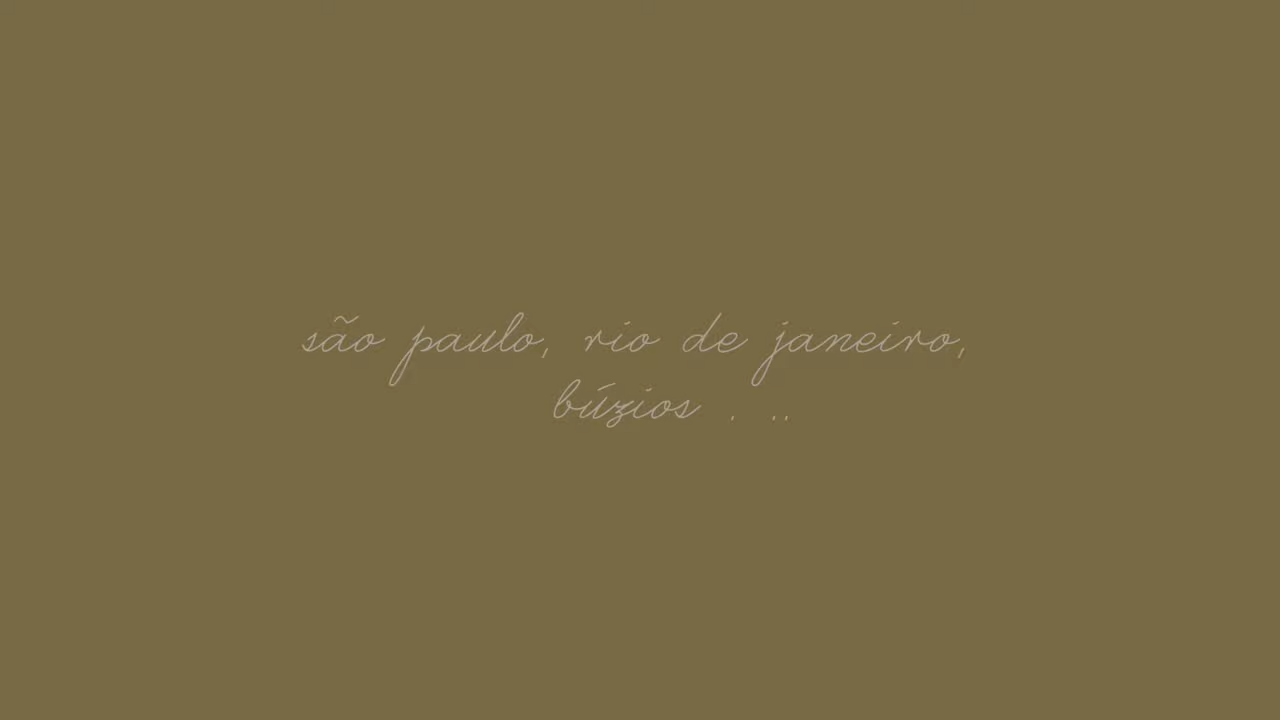 são paulo, rio de janeiro,
búzios . ..